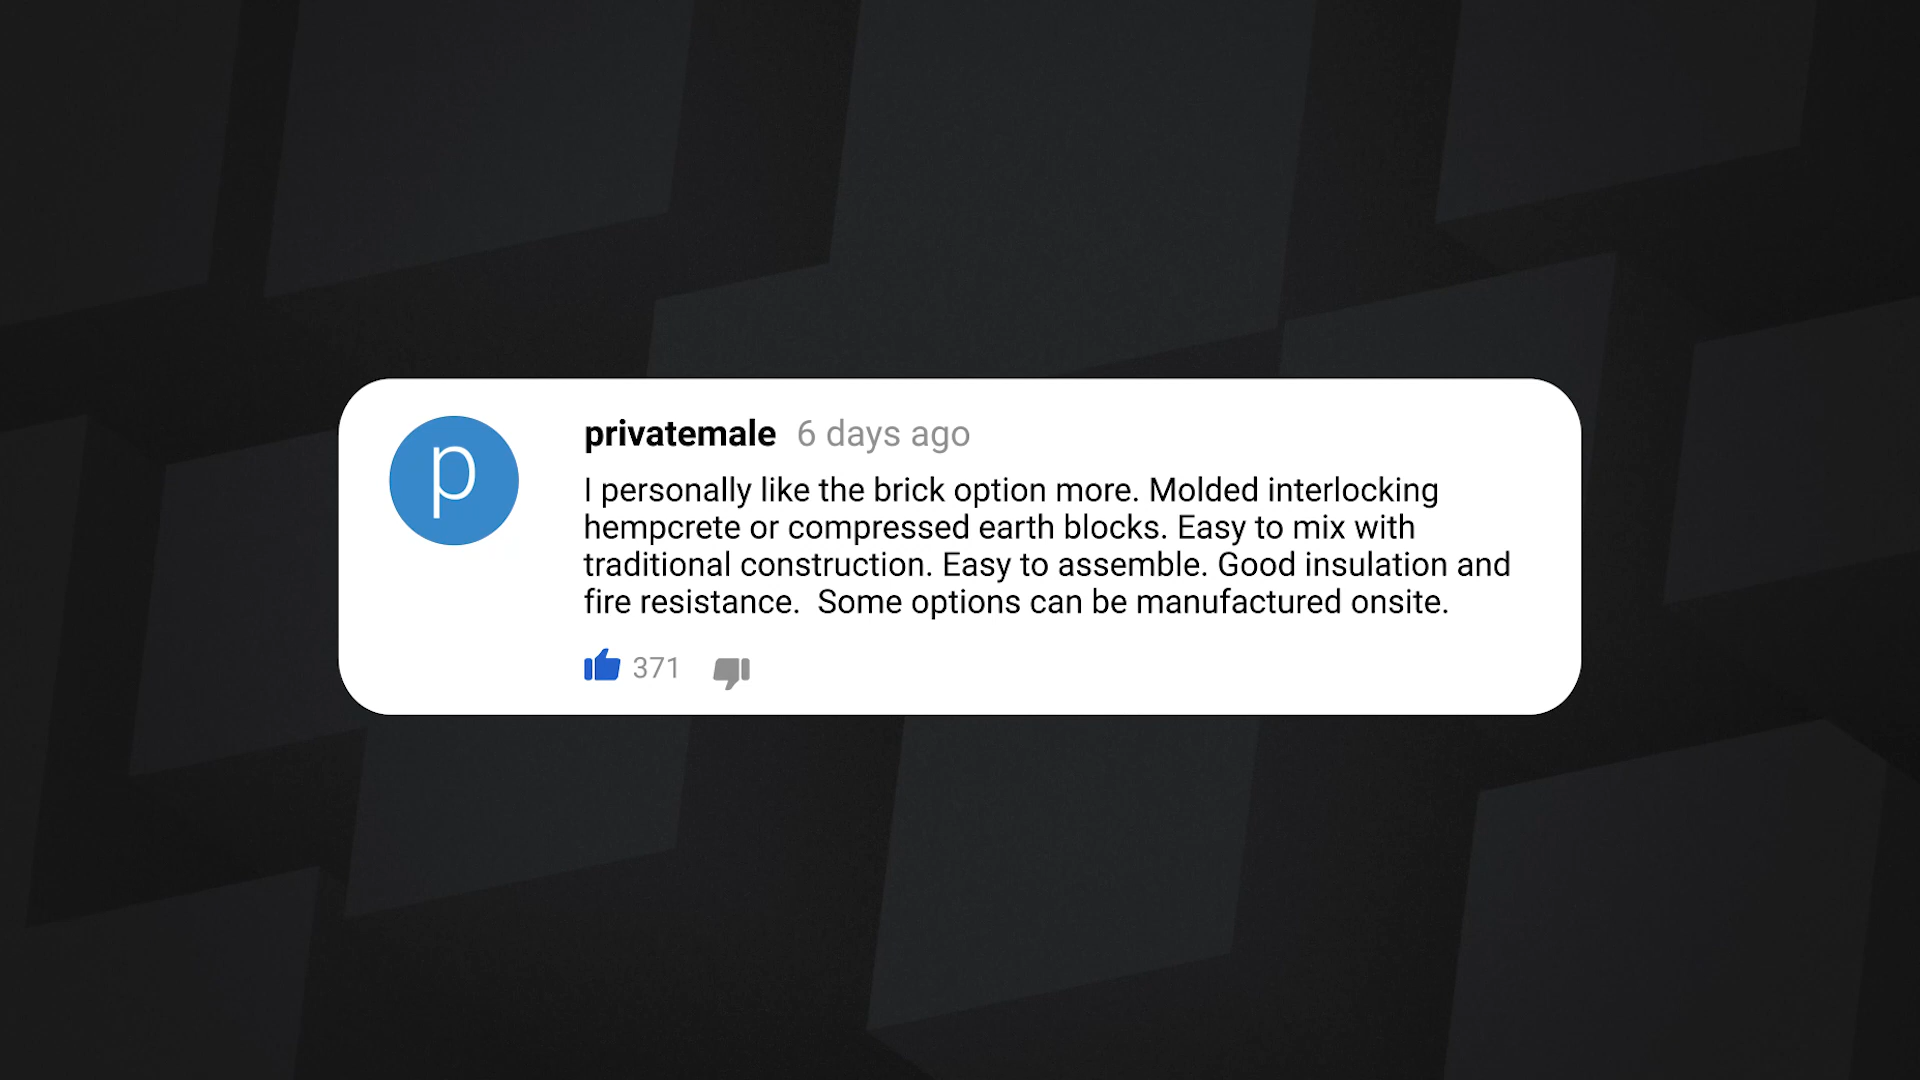 p
privatemale 6 days ago
I personally like the brick option more. Molded interlocking
hempcrete or compressed earth blocks. Easy to mix with
traditional construction. Easy to assemble. Good insulation and
fire resistance.  Some options can be manufactured onsite.
371